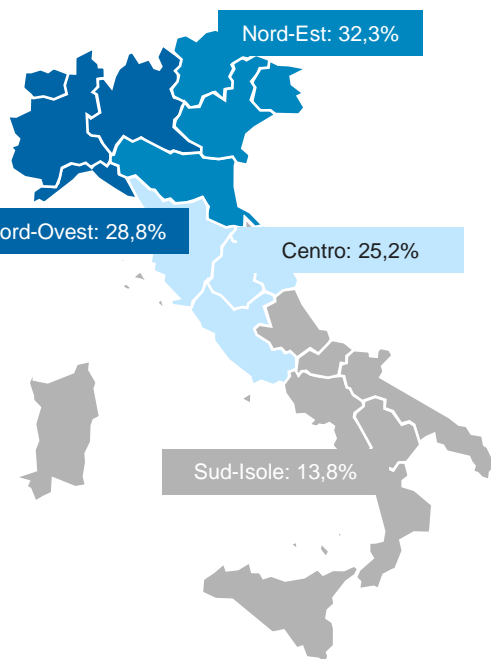 Nord-Est: 32,3%
ord-Ovest: 28,8%
Centro: 25,2%
Sud-Isole: 13,8%